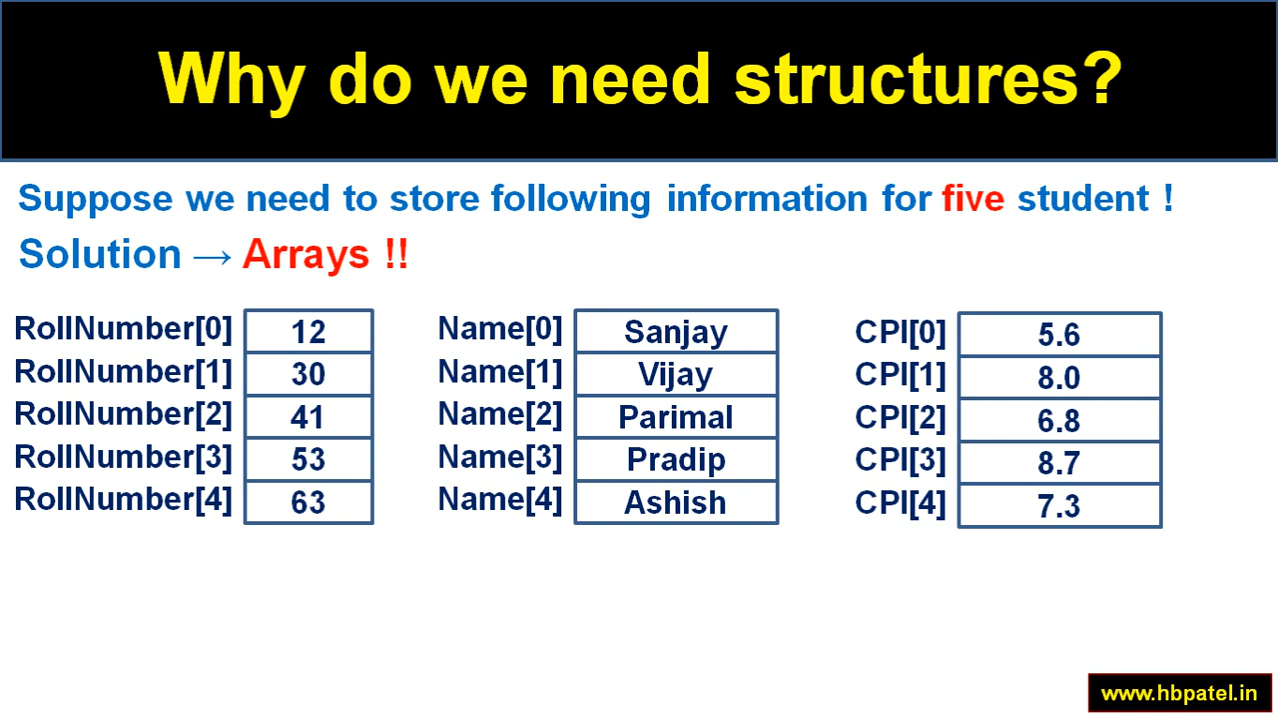 Why do we need structures?
Suppose we need to store following information for five student !
Solution → Arrays !!
RollNumber[0] 12 Name[0] Sanjay CPI[0] 5.6
RollNumber[1] 30 Name[1] Vijay CPI[1] 8.0
RollNumber[2] 41 Name[2] Parimal CPI[2] 6.8
RollNumber[3] 53 Name[3] Pradip CPI[3] 8.7
RollNumber[4] 63 Name[4] Ashish CPI[4] 7.3
www.hbpatel.in